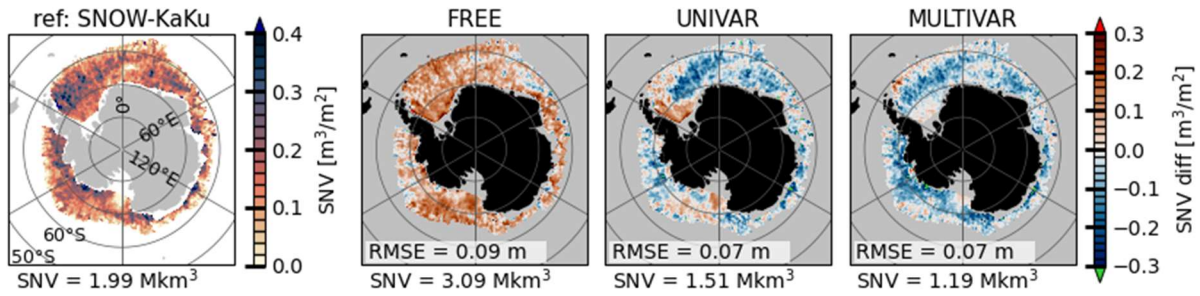 ref: SNOW-KaKu
FREE
UNIVAR
MULTIVAR
0.4
0.3
0.2
0.1
0.0
SNV [m³/m²]
0°
60°E
120°E
60°S
50°S
SNV = 1.99 Mkm³
RMSE = 0.09 m
SNV = 3.09 Mkm³
RMSE = 0.07 m
SNV = 1.51 Mkm³
RMSE = 0.07 m
SNV = 1.19 Mkm³
0.3
0.2
0.1
0.0
−0.1
−0.2
−0.3
SNV diff [m³/m²]